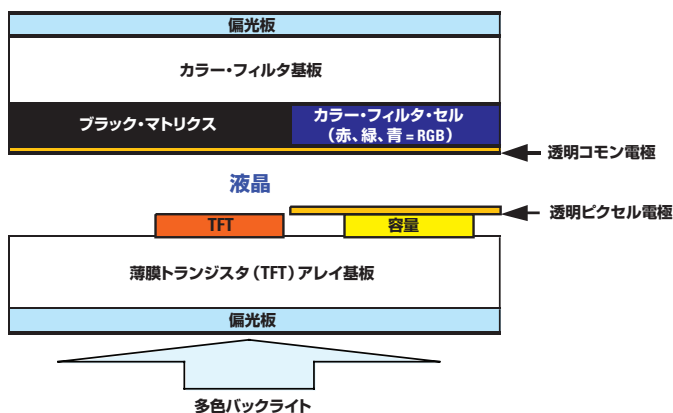 偏光板
カラー・フィルタ基板
ブラック・マトリクス
カラー・フィルタ・セル
(赤、緑、青=RGB)
透明コモン電極
液晶
透明ピクセル電極
TFT
容量
薄膜トランジスタ(TFT)アレイ基板
偏光板
多色バックライト